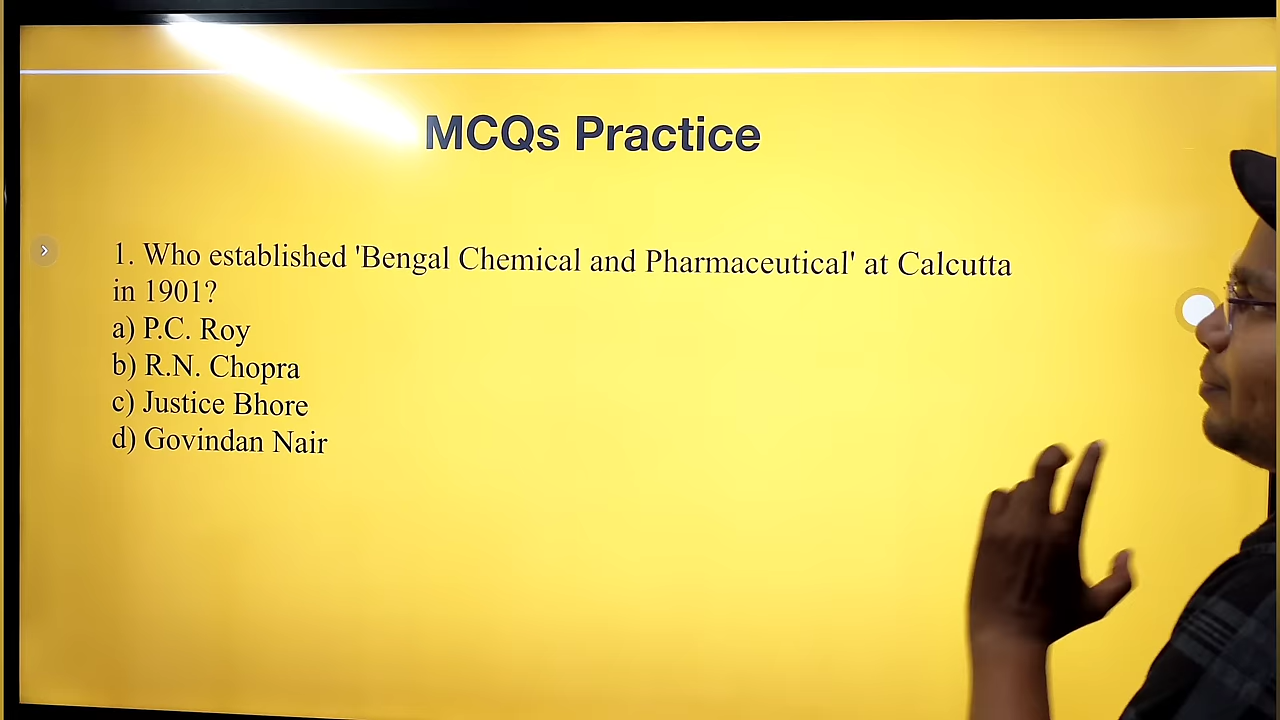 MCQs Practice
1. Who established 'Bengal Chemical and Pharmaceutical' at Calcutta
in 1901?
a) P.C. Roy
b) R.N. Chopra
c) Justice Bhore
d) Govindan Nair